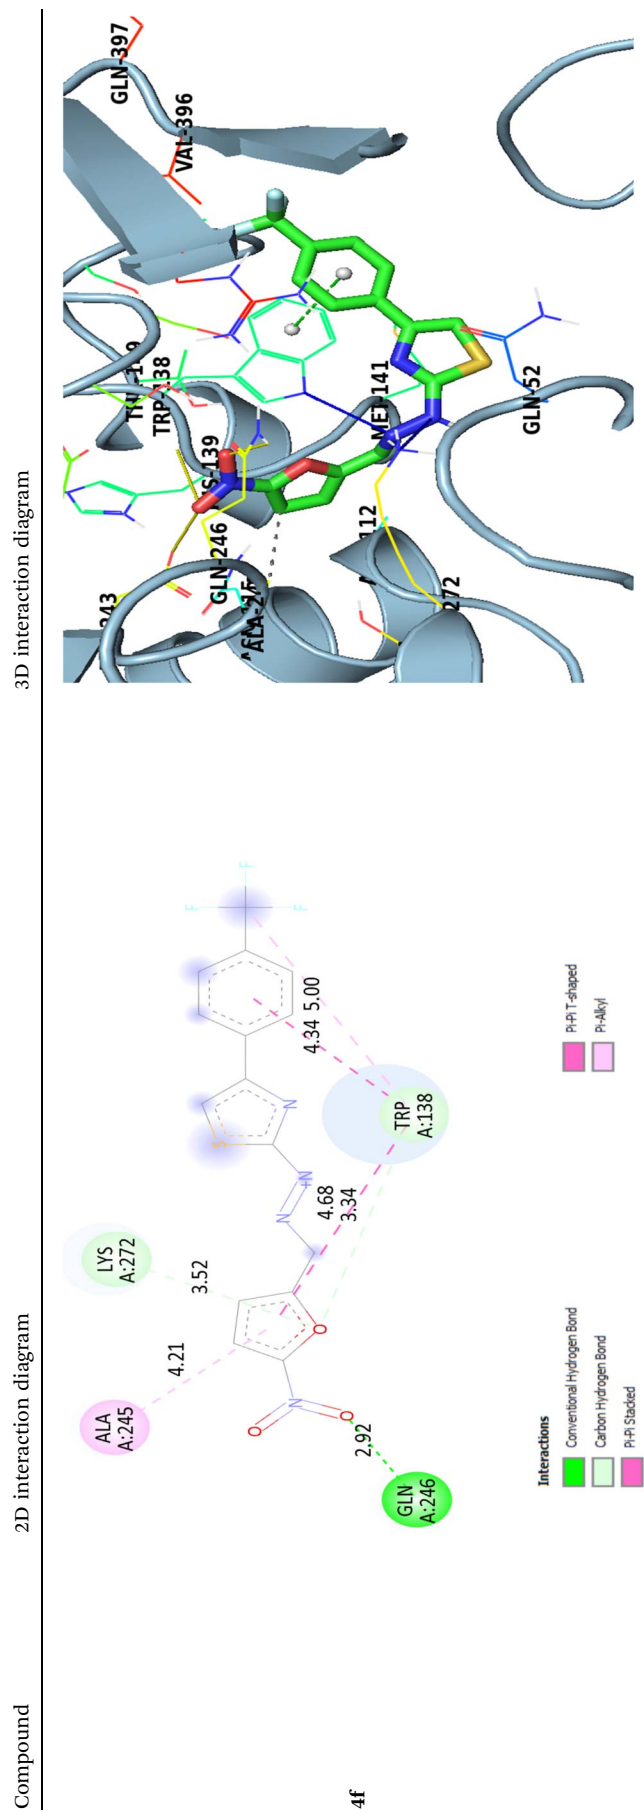 Compound 2D interaction diagram 3D interaction diagram
4f
ALA
A:245
LYS
A:272
GLN
A:246
TRP
A:138
4.21
3.52
2.92
4.68
3.34
4.34
5.00
F
F
F
S
N
N
N+
O
N
O
O
Interactions
Conventional Hydrogen Bond
Carbon Hydrogen Bond
Pi-Pi Stacked
Pi-Pi T-shaped
Pi-Alkyl
GLN-397
VAL-396
TRP-138
MET-141
GLN-52
GLN-246
112
272
243